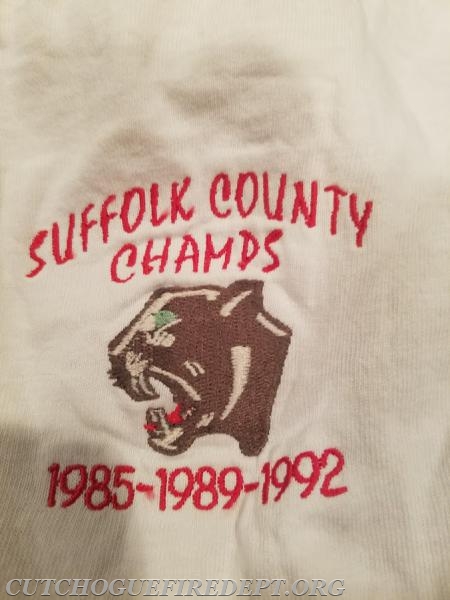 SUFFOLK COUNTY
CHAMPS
1985-1989-1992
CUTCHOGUEFIREDEPT.ORG